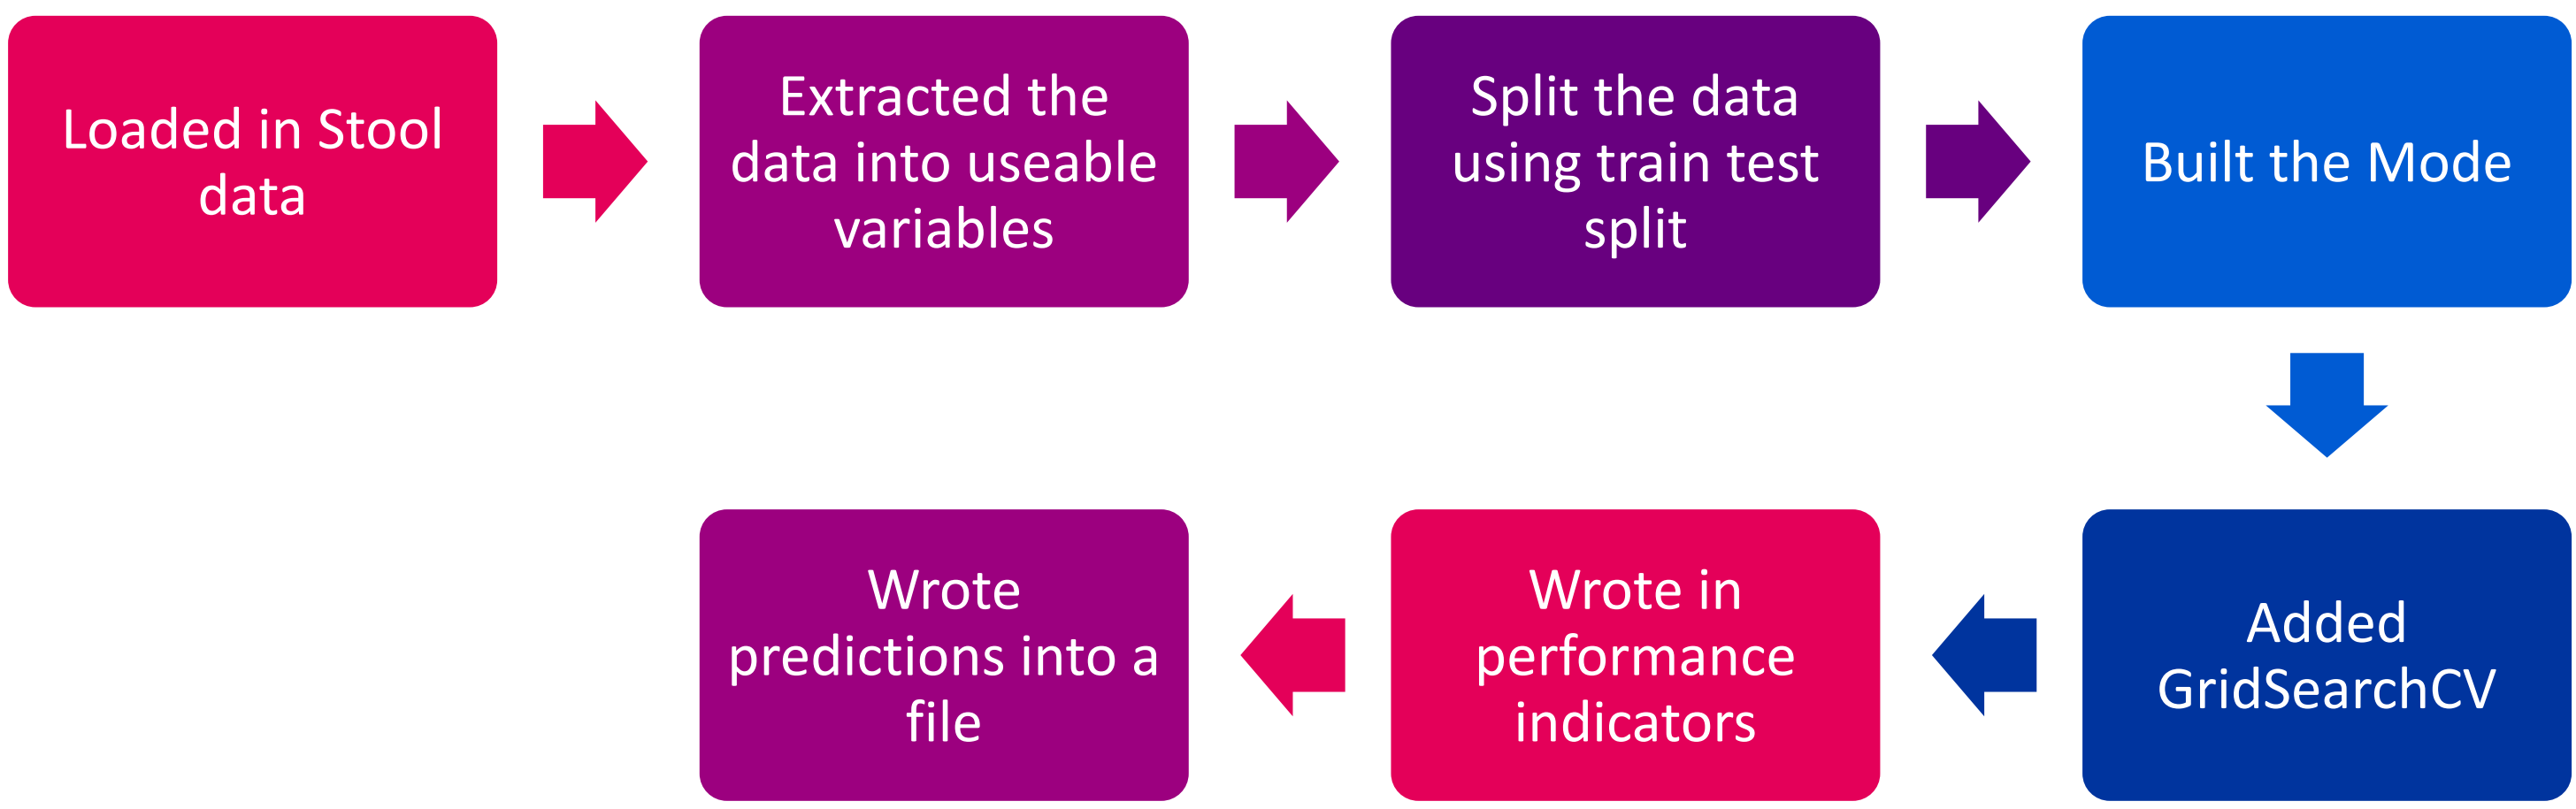 Loaded in Stool
data
Extracted the
data into useable
variables
Split the data
using train test
split
Built the Mode
Added
GridSearchCV
Wrote in
performance
indicators
Wrote
predictions into a
file